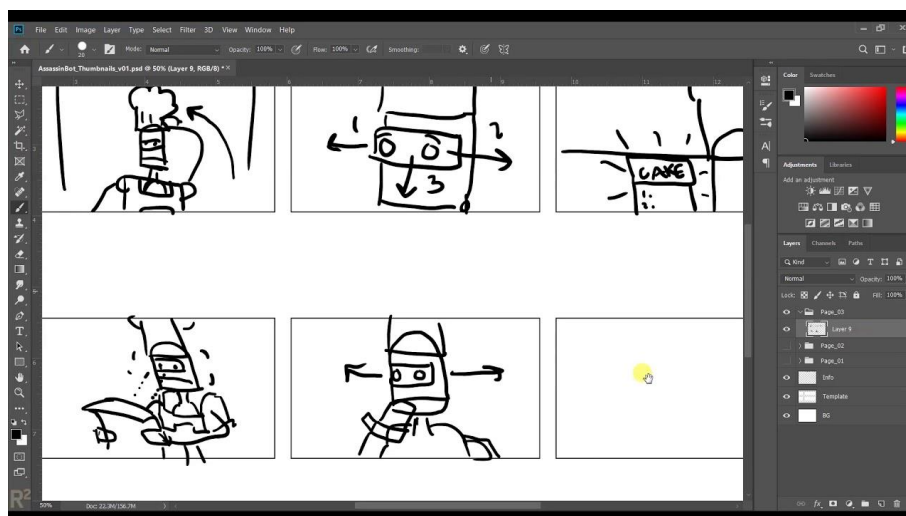 Ps File Edit Image Layer Type Select Filter 3D View Window Help
20 Mode: Normal Opacity: 100% Flow: 100% Smoothing:
AssassinBot_Thumbnails_v01.psd @ 50% (Layer 9, RGB/8) * ×
Color Swatches
1 2
3
CAKE
Adjustments Libraries
Add an adjustment
Layers Channels Paths
Kind
Normal Opacity: 100%
Lock: Fill: 100%
Page_03
Layer 9
Page_02
Page_01
Info
Template
BG
R²
50% Doc: 22.3M/156.7M